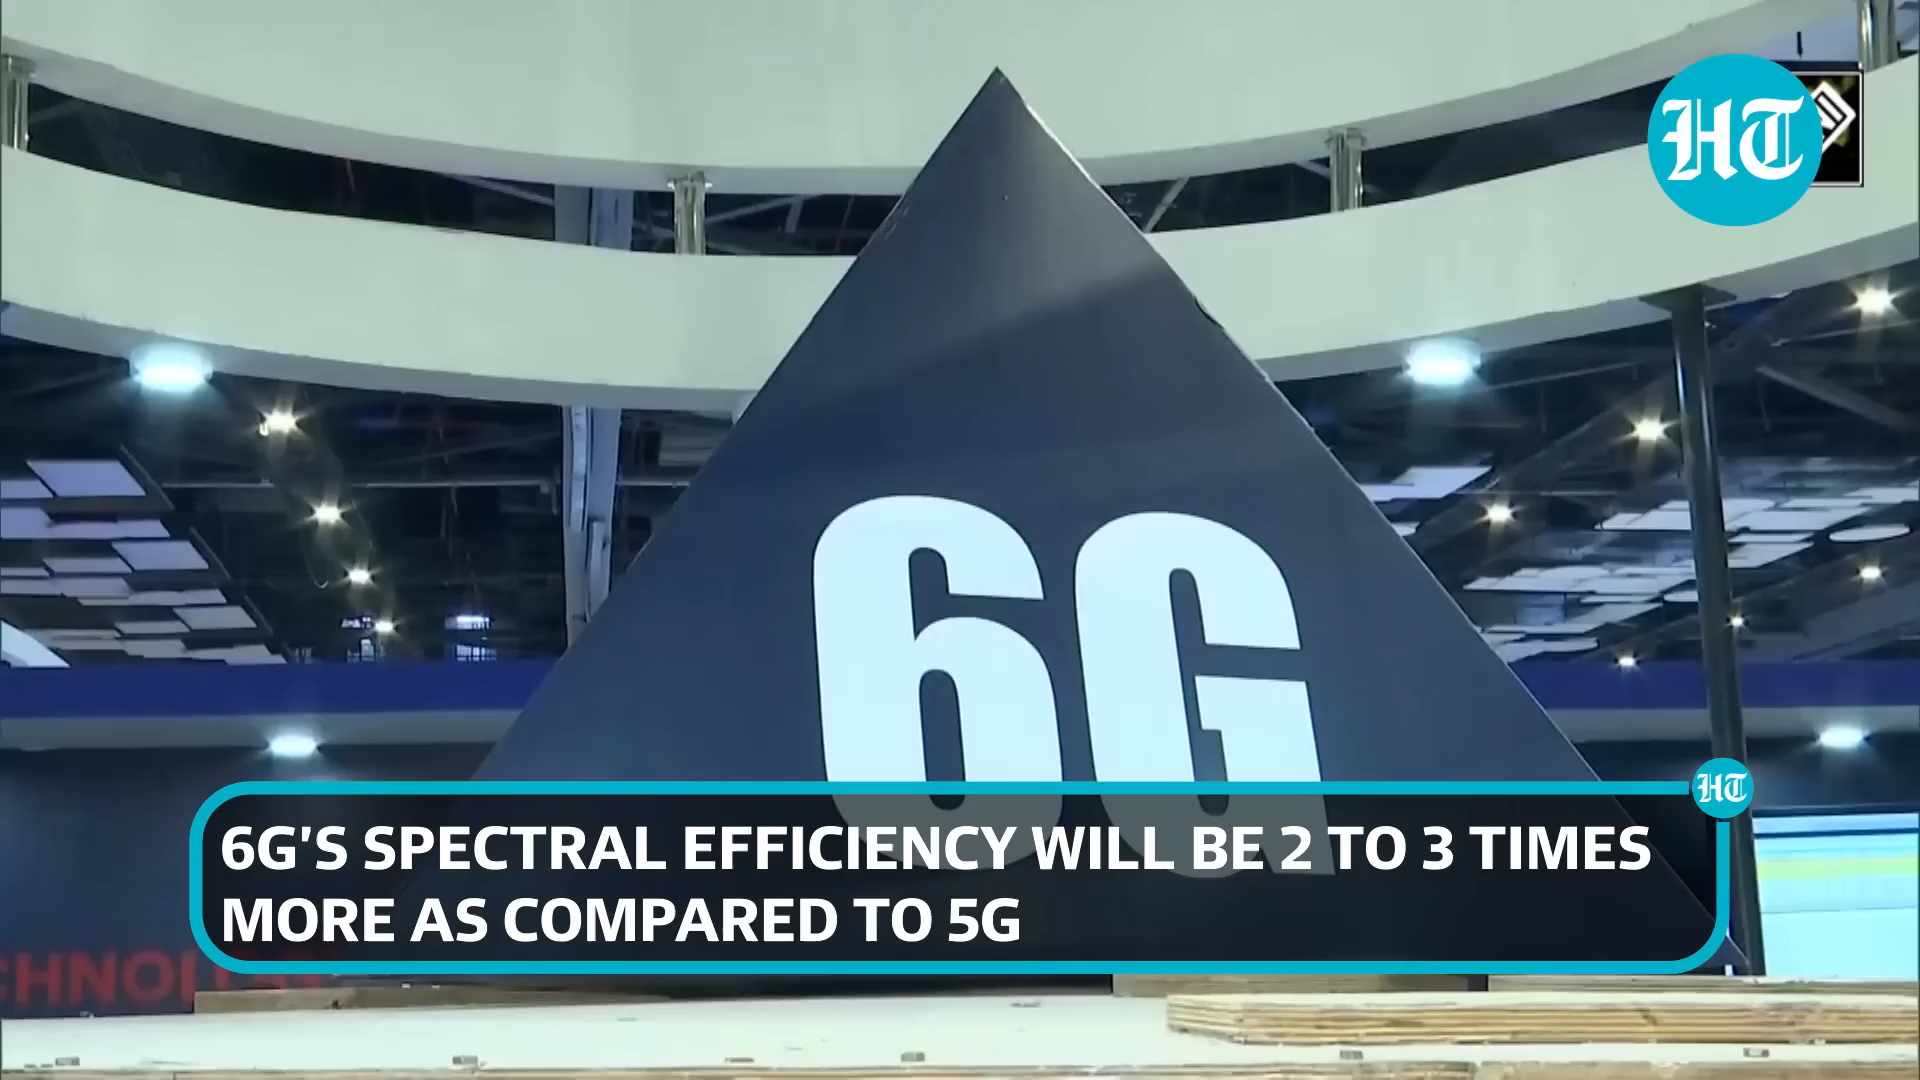 HT
6G
HT
6G'S SPECTRAL EFFICIENCY WILL BE 2 TO 3 TIMES
MORE AS COMPARED TO 5G